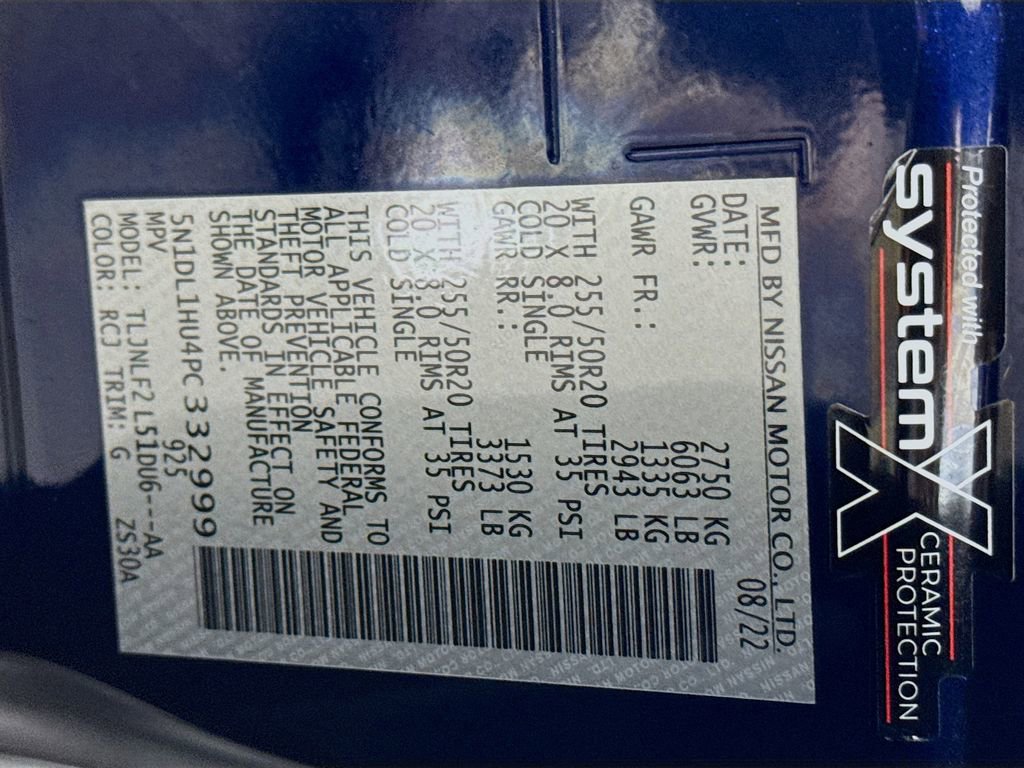 Protected with
system X
CERAMIC
PROTECTION
MFD BY NISSAN MOTOR CO., LTD.
DATE: 08/22
GVWR: 2750 KG
6063 LB
GAWR FR.: 1335 KG
2943 LB
WITH 255/50R20 TIRES
20 X 8.0 RIMS AT 35 PSI
COLD SINGLE
GAWR RR.: 1530 KG
3373 LB
WITH 255/50R20 TIRES
20 X 8.0 RIMS AT 35 PSI
COLD SINGLE
THIS VEHICLE CONFORMS TO
ALL APPLICABLE FEDERAL
MOTOR VEHICLE SAFETY AND
THEFT PREVENTION
STANDARDS IN EFFECT ON
THE DATE OF MANUFACTURE
SHOWN ABOVE.
5N1DL1HU4PC332999
MPV 925
MODEL: TLJNLF2 L51DU6---AA
COLOR: RCJ TRIM: G ZS30A